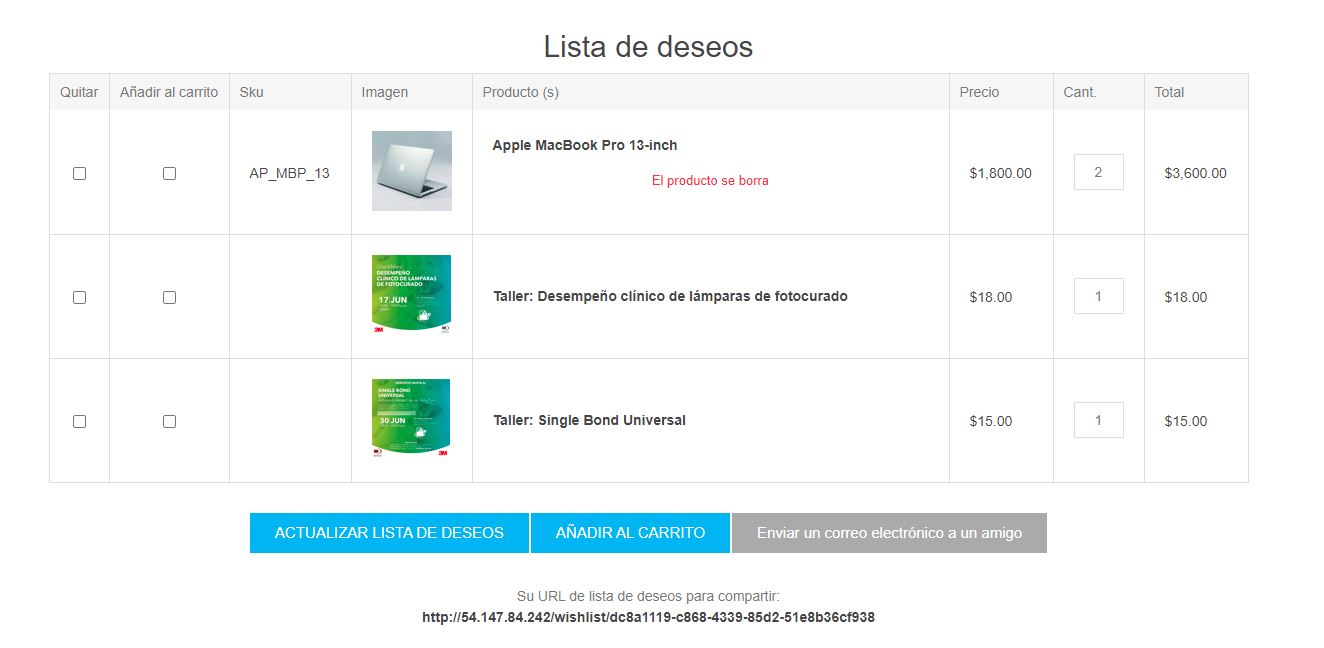 Lista de deseos
Quitar Añadir al carrito Sku Imagen Producto (s) Precio Cant. Total
AP_MBP_13 Apple MacBook Pro 13-inch $1,800.00 2 $3,600.00
El producto se borra
DESEMPEÑO
CLÍNICO DE LÁMPARAS
DE FOTOCURADO
17 JUN
3M
Taller: Desempeño clínico de lámparas de fotocurado $18.00 1 $18.00
SINGLE BOND
UNIVERSAL
30 JUN
3M
Taller: Single Bond Universal $15.00 1 $15.00
ACTUALIZAR LISTA DE DESEOS AÑADIR AL CARRITO Enviar un correo electrónico a un amigo
Su URL de lista de deseos para compartir:
http://54.147.84.242/wishlist/dc8a1119-c868-4339-85d2-51e8b36cf938